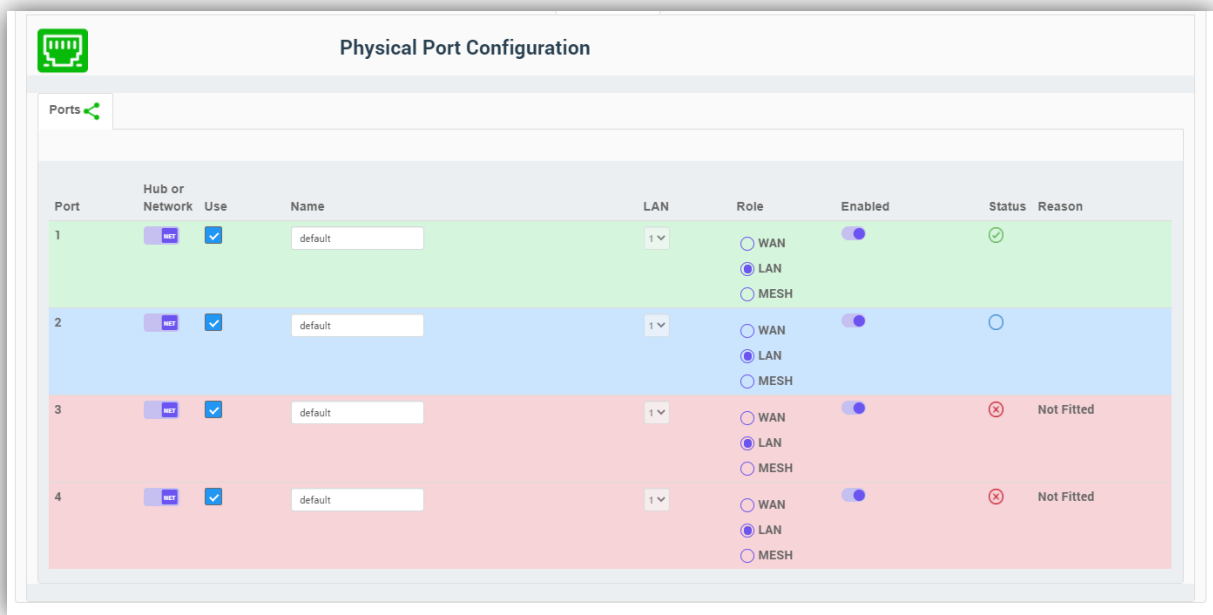 Physical Port Configuration
Ports
Hub or
Port Network Use Name LAN Role Enabled Status Reason
1 NET default 1 WAN
LAN
MESH
2 NET default 1 WAN
LAN
MESH
3 NET default 1 WAN Not Fitted
LAN
MESH
4 NET default 1 WAN Not Fitted
LAN
MESH